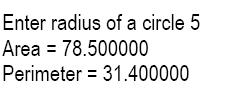 Enter radius of a circle 5
Area = 78.500000
Perimeter = 31.400000